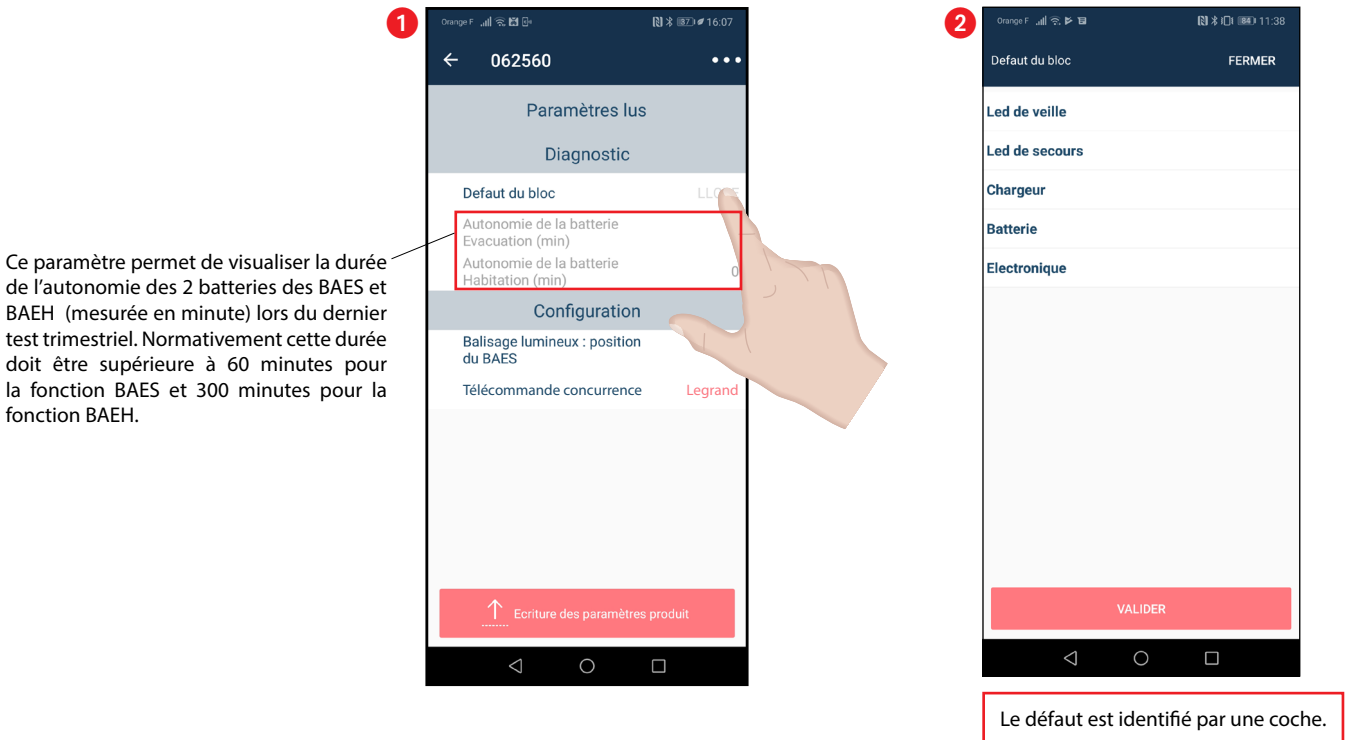 1
Orange F 87 16:07
062560
Paramètres lus
Diagnostic
Defaut du bloc
Autonomie de la batterie
Evacuation (min)
Autonomie de la batterie
Habitation (min)
0
Configuration
Balisage lumineux : position
du BAES
Télécommande concurrence Legrand
Ecriture des paramètres produit
Ce paramètre permet de visualiser la durée
de l’autonomie des 2 batteries des BAES et
BAEH (mesurée en minute) lors du dernier
test trimestriel. Normativement cette durée
doit être supérieure à 60 minutes pour
la fonction BAES et 300 minutes pour la
fonction BAEH.
2
Orange F 84 11:38
Defaut du bloc FERMER
Led de veille
Led de secours
Chargeur
Batterie
Electronique
VALIDER
Le défaut est identifié par une coche.